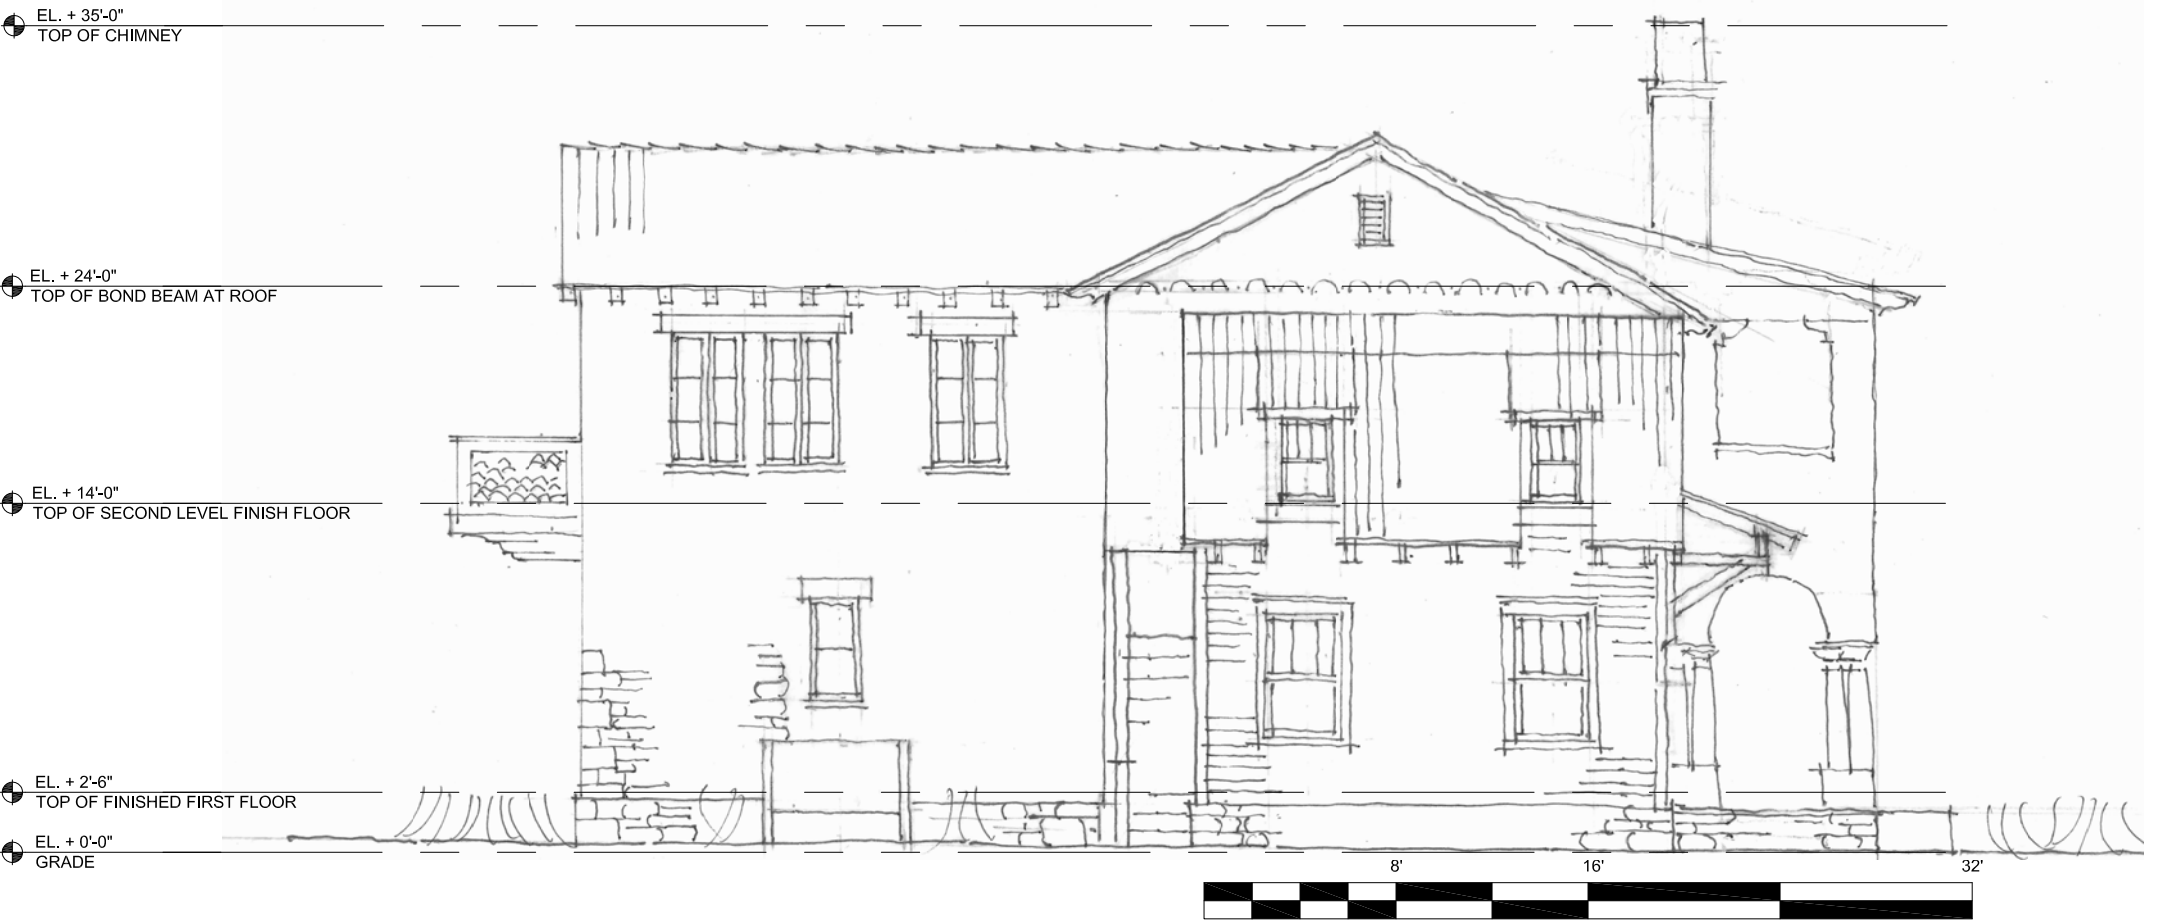 EL. + 35'-0"
TOP OF CHIMNEY
EL. + 24'-0"
TOP OF BOND BEAM AT ROOF
EL. + 14'-0"
TOP OF SECOND LEVEL FINISH FLOOR
EL. + 2'-6"
TOP OF FINISHED FIRST FLOOR
EL. + 0'-0"
GRADE
8' 16' 32'